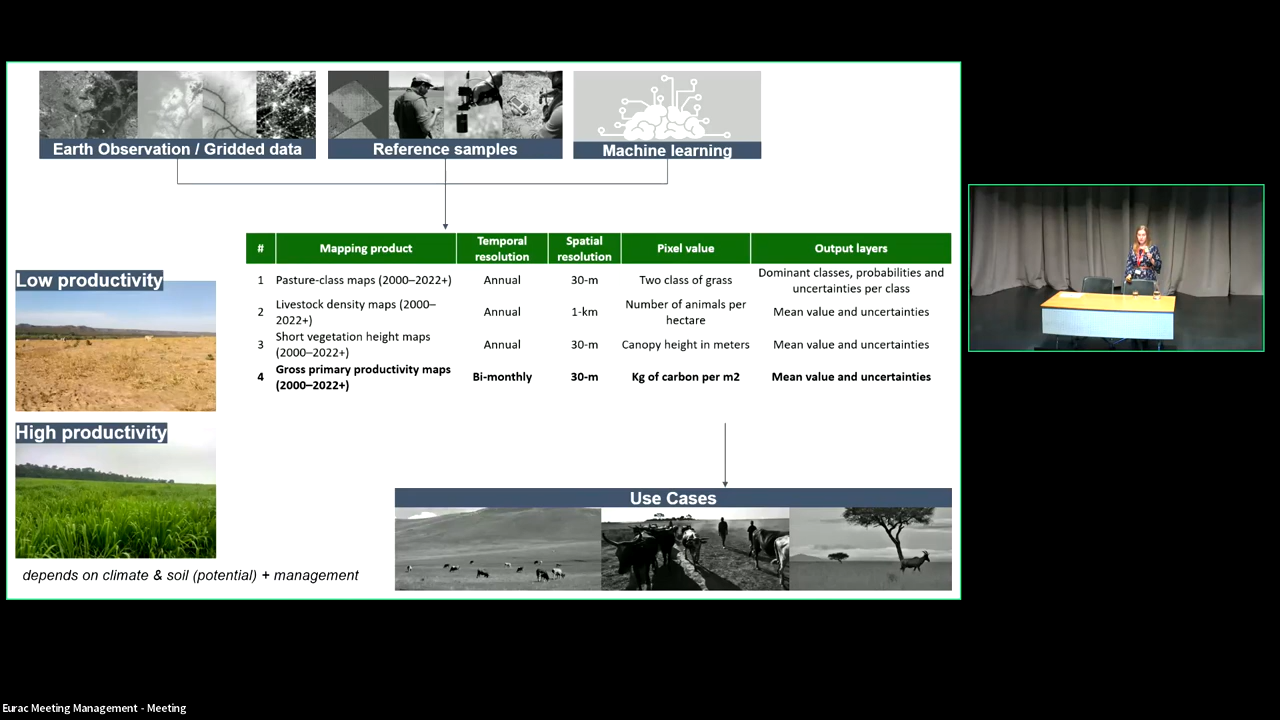 Earth Observation / Gridded data
Reference samples
Machine learning
# Mapping product Temporal resolution Spatial resolution Pixel value Output layers
1 Pasture-class maps (2000–2022+) Annual 30-m Two class of grass Dominant classes, probabilities and uncertainties per class
2 Livestock density maps (2000–2022+) Annual 1-km Number of animals per hectare Mean value and uncertainties
3 Short vegetation height maps (2000–2022+) Annual 30-m Canopy height in meters Mean value and uncertainties
4 Gross primary productivity maps (2000–2022+) Bi-monthly 30-m Kg of carbon per m2 Mean value and uncertainties
Low productivity
High productivity
depends on climate & soil (potential) + management
Use Cases
Eurac Meeting Management - Meeting